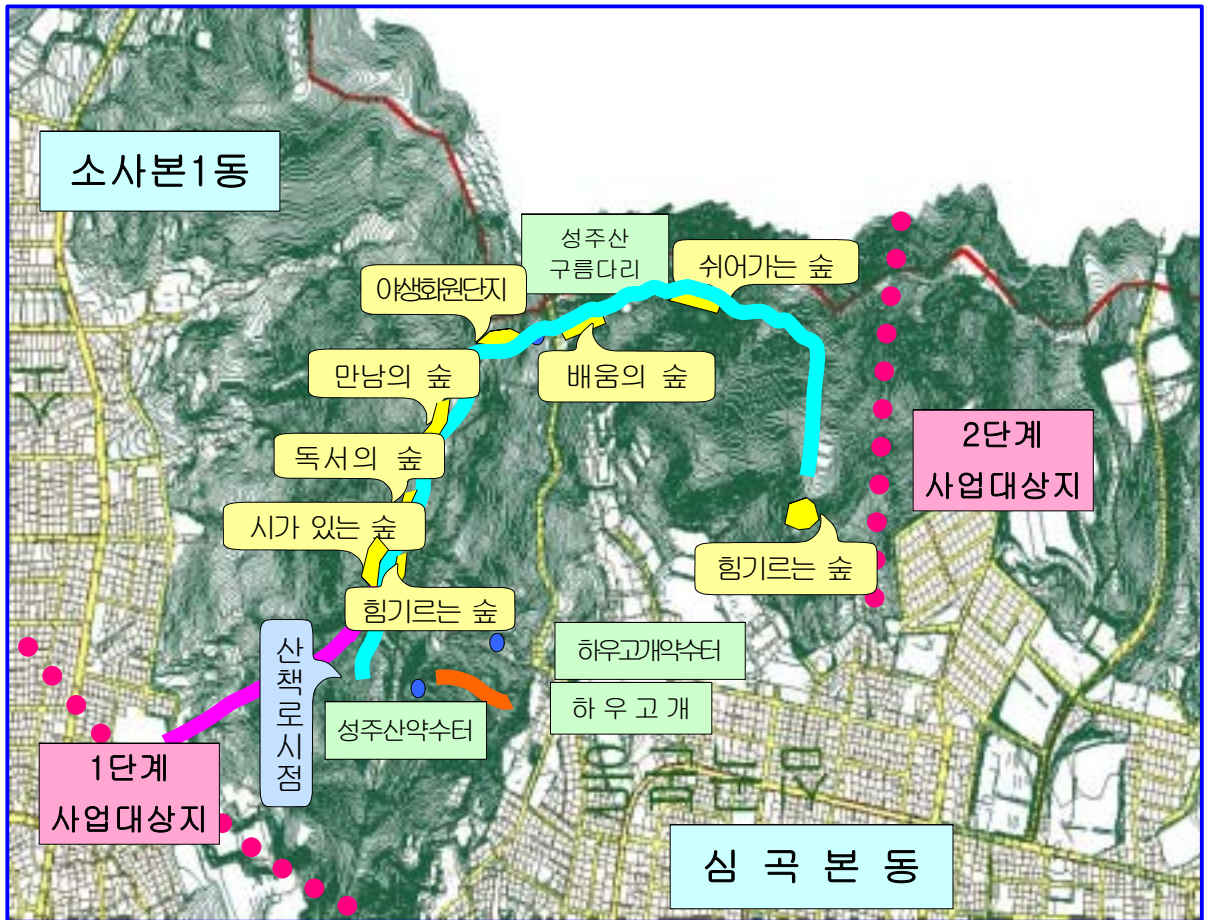 소사본1동
성주산
구름다리
쉬어가는 숲
야생화원단지
만남의 숲
배움의 숲
독서의 숲
2단계
사업대상지
시가 있는 숲
힘기르는 숲
힘기르는 숲
산책로시점
하우고개약수터
하 우 고 개
성주산약수터
1단계
사업대상지
심 곡 본 동